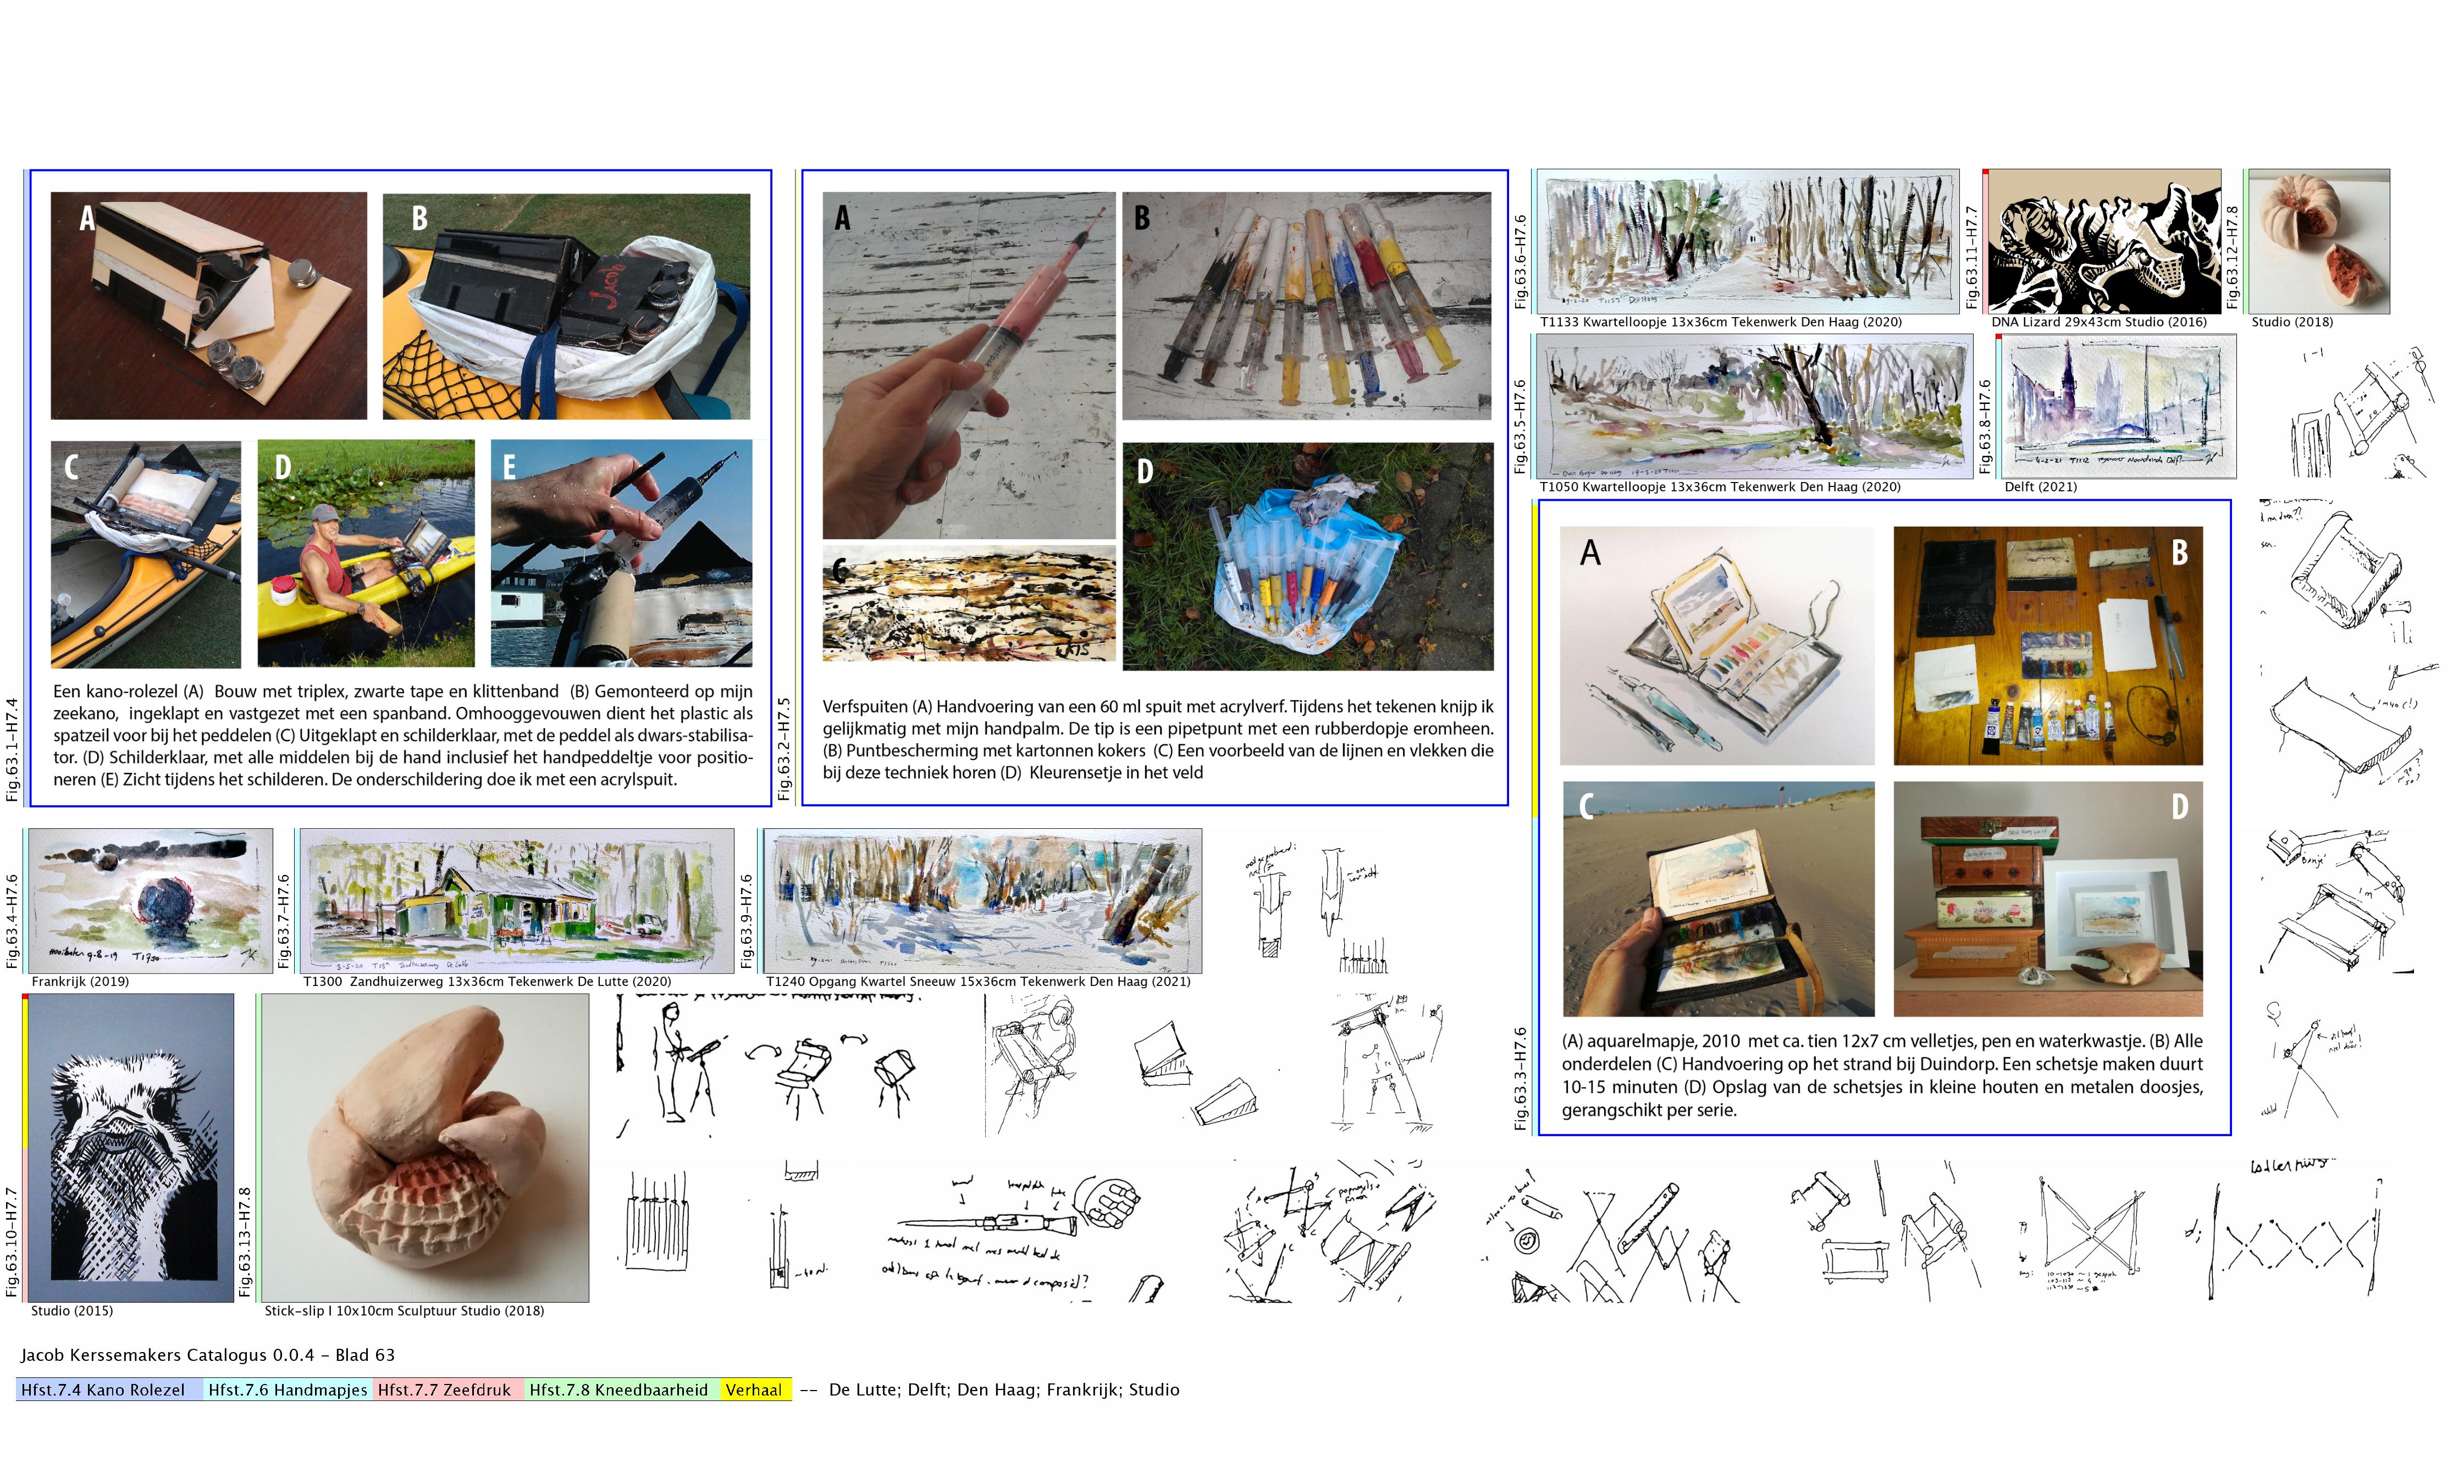 Fig.63.1-H7.4
A
B
Jacob
C
D
E
Een kano-rolezel (A) Bouw met triplex, zwarte tape en klittenband (B) Gemonteerd op mijn
zeekano, ingeklapt en vastgezet met een spanband. Omhooggevouwen dient het plastic als
spatzeil voor bij het peddelen (C) Uitgeklapt en schilderklaar, met de peddel als dwars-stabilisa-
tor. (D) Schilderklaar, met alle middelen bij de hand inclusief het handpeddeltje voor positio-
neren (E) Zicht tijdens het schilderen. De onderschildering doe ik met een acrylspuit.
Fig.63.2-H7.5
A
B
C
D
Verfspuiten (A) Handvoering van een 60 ml spuit met acrylverf. Tijdens het tekenen knijp ik
gelijkmatig met mijn handpalm. De tip is een pipetpunt met een rubberdopje eromheen.
(B) Puntbescherming met kartonnen kokers (C) Een voorbeeld van de lijnen en vlekken die
bij deze techniek horen (D) Kleurensetje in het veld
Fig.63.6-H7.6
T1133 Kwartelloopje 13x36cm Tekenwerk Den Haag (2020)
Fig.63.11-H7.7
DNA Lizard 29x43cm Studio (2016)
Fig.63.12-H7.8
Studio (2018)
Fig.63.5-H7.6
T1050 Kwartelloopje 13x36cm Tekenwerk Den Haag (2020)
Fig.63.8-H7.6
Delft (2021)
Fig.63.3-H7.6
A
B
C
D
(A) aquarelmapje, 2010 met ca. tien 12x7 cm velletjes, pen en waterkwastje. (B) Alle
onderdelen (C) Handvoering op het strand bij Duindorp. Een schetsje maken duurt
10-15 minuten (D) Opslag van de schetsjes in kleine houten en metalen doosjes,
gerangschikt per serie.
Fig.63.4-H7.6
Frankrijk (2019)
Fig.63.7-H7.6
T1300 Zandhuizerweg 13x36cm Tekenwerk De Lutte (2020)
Fig.63.9-H7.6
T1240 Opgang Kwartel Sneeuw 15x36cm Tekenwerk Den Haag (2021)
Fig.63.10-H7.7
Studio (2015)
Fig.63.13-H7.8
Stick-slip I 10x10cm Sculptuur Studio (2018)
Jacob Kerssemakers Catalogus 0.0.4 - Blad 63
Hfst.7.4 Kano Rolezel Hfst.7.6 Handmapjes Hfst.7.7 Zeefdruk Hfst.7.8 Kneedbaarheid Verhaal -- De Lutte; Delft; Den Haag; Frankrijk; Studio